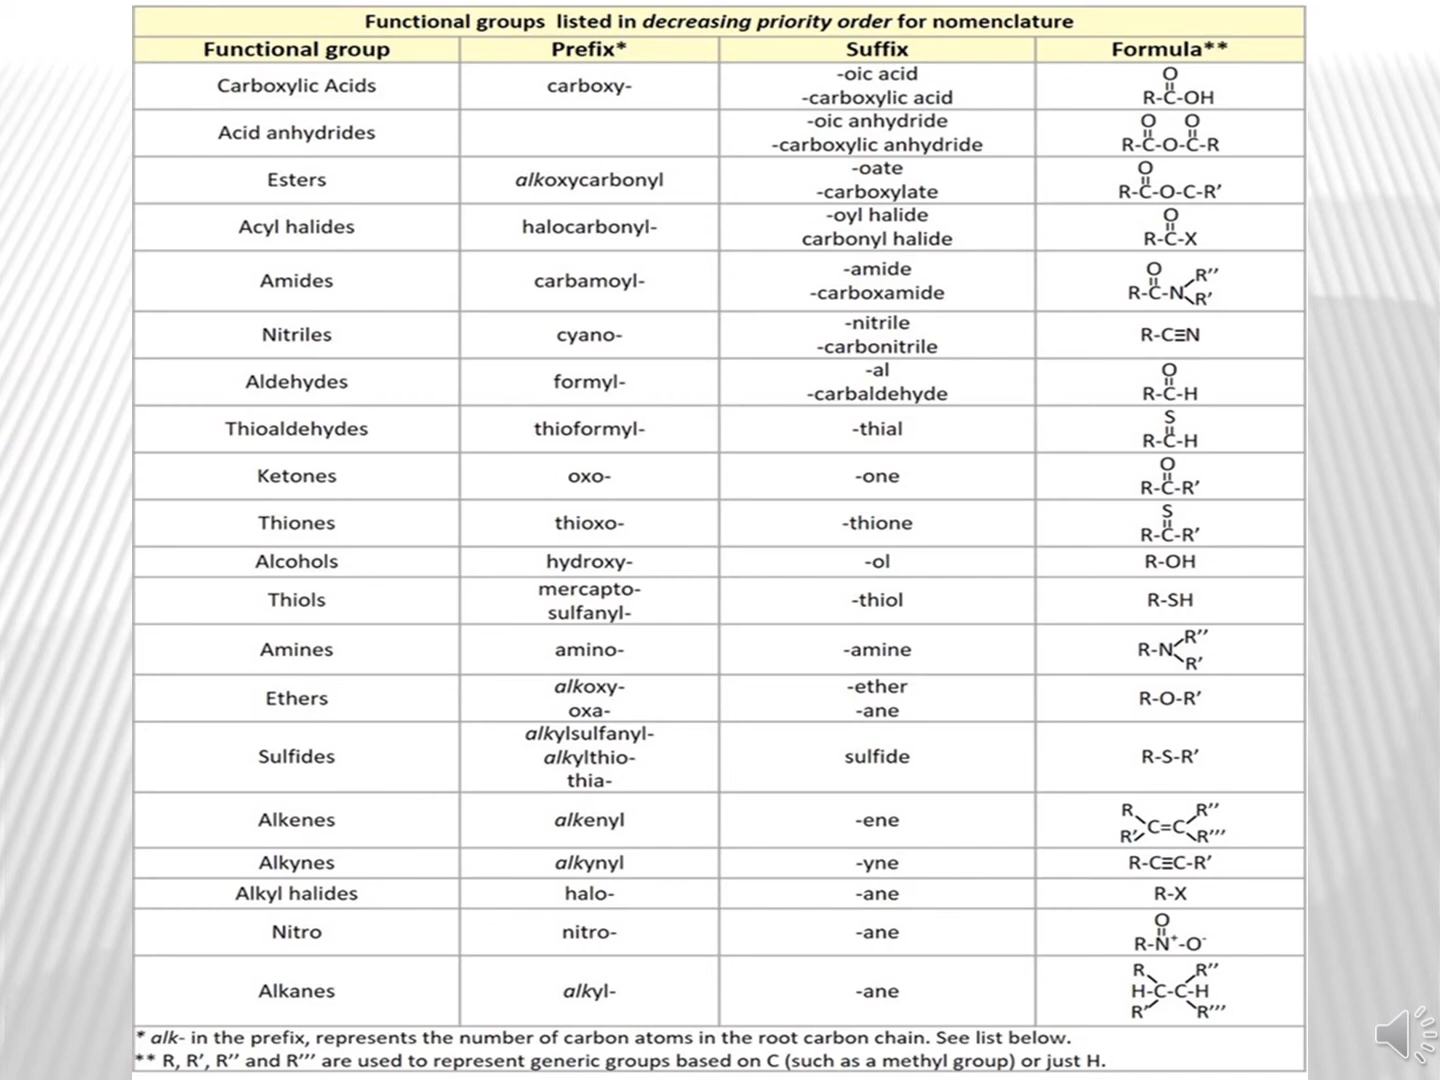 Functional groups listed in decreasing priority order for nomenclature
Functional group Prefix* Suffix Formula**
Carboxylic Acids carboxy- -oic acid
-carboxylic acid
O
R-C-OH
Acid anhydrides -oic anhydride
-carboxylic anhydride
O O
R-C-O-C-R
Esters alkoxycarbonyl -oate
-carboxylate
O
R-C-O-C-R’
Acyl halides halocarbonyl- -oyl halide
carbonyl halide
O
R-C-X
Amides carbamoyl- -amide
-carboxamide
O R’’
R-C-N
R’
Nitriles cyano- -nitrile
-carbonitrile
R-C≡N
Aldehydes formyl- -al
-carbaldehyde
O
R-C-H
Thioaldehydes thioformyl- -thial
S
R-C-H
Ketones oxo- -one
O
R-C-R’
Thiones thioxo- -thione
S
R-C-R’
Alcohols hydroxy- -ol R-OH
Thiols mercapto-
sulfanyl-
-thiol R-SH
Amines amino- -amine
R’’
R-N
R’
Ethers alkoxy-
oxa-
-ether
-ane
R-O-R’
Sulfides alkylsulfanyl-
alkylthio-
thia-
sulfide R-S-R’
Alkenes alkenyl -ene
R R’’
C=C
R’ R’’’
Alkynes alkynyl -yne R-C≡C-R’
Alkyl halides halo- -ane R-X
Nitro nitro- -ane
O
R-N⁺-O⁻
Alkanes alkyl- -ane
R R’’
H-C-C-H
R’ R’’’
* alk- in the prefix, represents the number of carbon atoms in the root carbon chain. See list below.
** R, R’, R’’ and R’’’ are used to represent generic groups based on C (such as a methyl group) or just H.